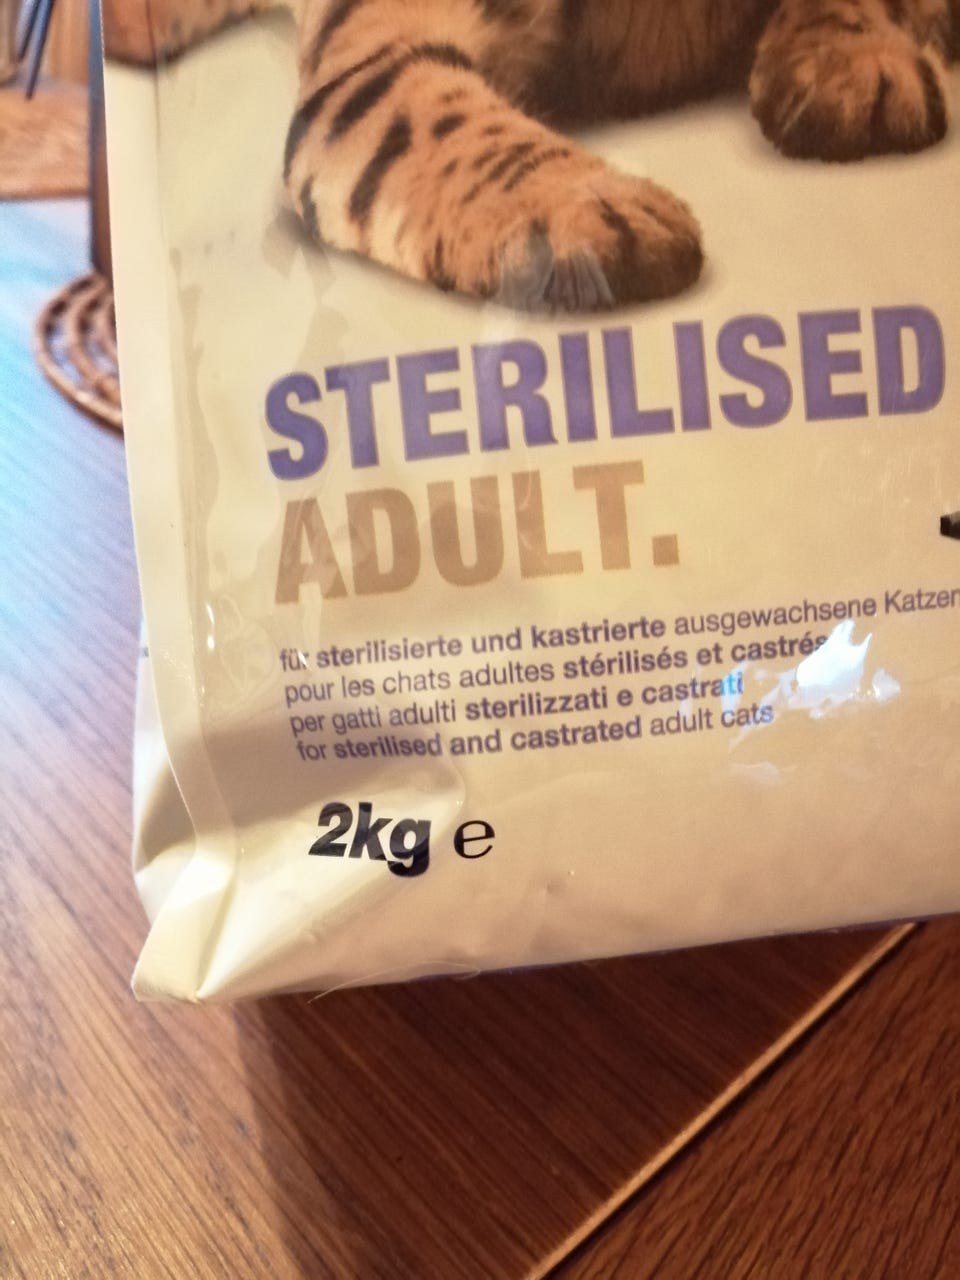 STERILISED
ADULT.
für sterilisierte und kastrierte ausgewachsene Katzen
pour les chats adultes stérilisés et castrés
per gatti adulti sterilizzati e castrati
for sterilised and castrated adult cats
2kg ℮